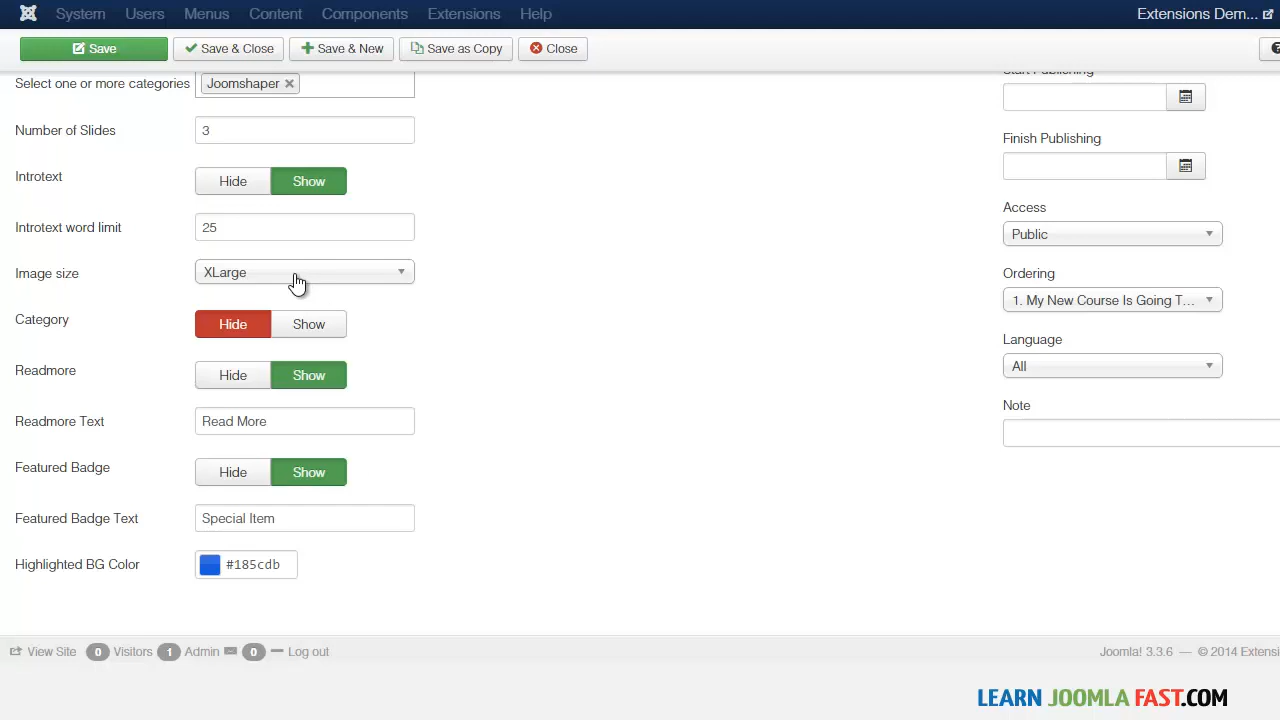 System Users Menus Content Components Extensions Help Extensions Dem...
Save Save & Close Save & New Save as Copy Close ?
Select one or more categories Joomshaper Start Publishing
Number of Slides 3
Finish Publishing
Introtext Hide Show
Access
Introtext word limit 25 Public
Image size XLarge Ordering
1. My New Course Is Going T...
Category Hide Show
Language
Readmore Hide Show All
Note
Readmore Text Read More
Featured Badge Hide Show
Featured Badge Text Special Item
Highlighted BG Color #185cdb
View Site 0 Visitors 1 Admin 0 Log out Joomla! 3.3.6 — © 2014 Extensi
LEARN JOOMLA FAST.COM